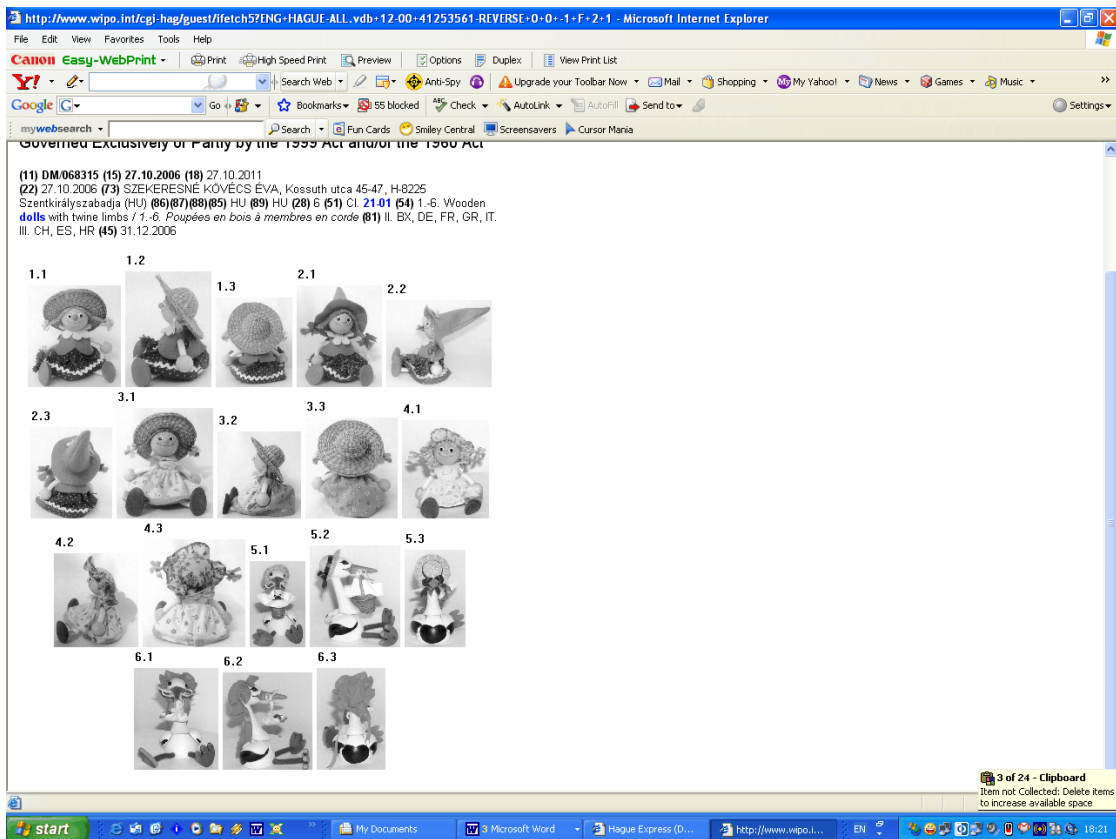 http://www.wipo.int/cgi-hag/guest/ifetch5?ENG+HAGUE-ALL.vdb+12-00+41253561-REVERSE+0+0+-1+F+2+1 - Microsoft Internet Explorer
File Edit View Favorites Tools Help
Canon Easy-WebPrint Print High Speed Print Preview Options Duplex View Print List
Y! Search Web Anti-Spy Upgrade your Toolbar Now Mail Shopping My Yahoo! News Games Music »
Google G Go Bookmarks 55 blocked ABC Check AutoLink AutoFill Send to Settings
mywebsearch Search Fun Cards Smiley Central Screensavers Cursor Mania
Governed Exclusively or Partly by the 1999 Act and/or the 1960 Act
(11) DM/068315 (15) 27.10.2006 (18) 27.10.2011
(22) 27.10.2006 (73) SZEKERESNÉ KÖVÉCS ÉVA, Kossuth utca 45-47, H-8225
Szentkirályszabadja (HU) (86)(87)(88)(85) HU (89) HU (28) 6 (51) Cl. 21-01 (54) 1.-6. Wooden
dolls with twine limbs / 1.-6. Poupées en bois à membres en corde (81) II. BX, DE, FR, GR, IT.
III. CH, ES, HR (45) 31.12.2006
1.1 1.2 1.3 2.1 2.2
2.3 3.1 3.2 3.3 4.1
4.2 4.3 5.1 5.2 5.3
6.1 6.2 6.3
3 of 24 - Clipboard
Item not Collected: Delete items
to increase available space
start » My Documents 3 Microsoft Word Hague Express (D... http://www.wipo.i... EN 18:21